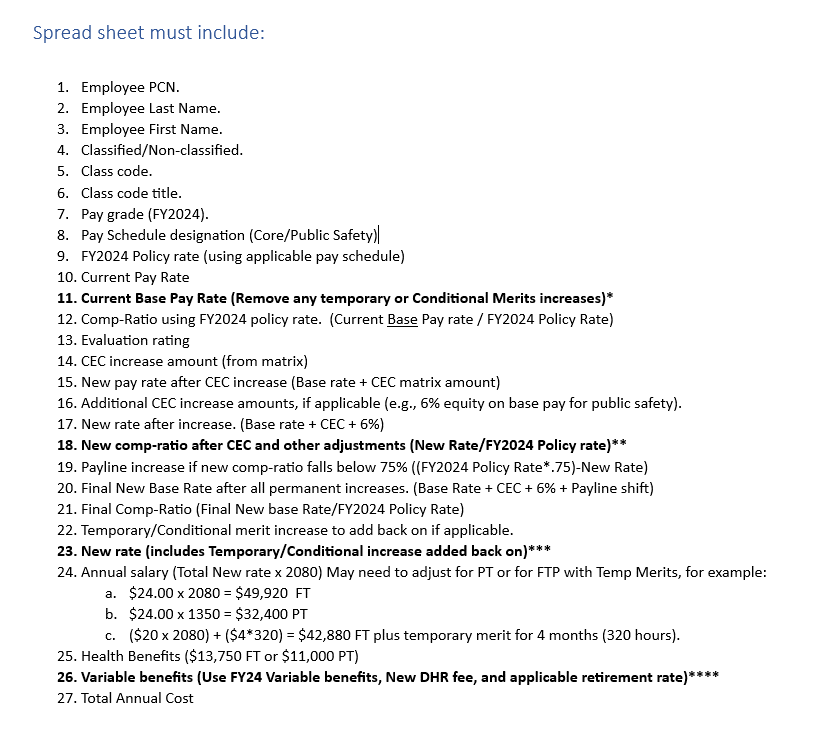 Spread sheet must include:
1. Employee PCN.
2. Employee Last Name.
3. Employee First Name.
4. Classified/Non-classified.
5. Class code.
6. Class code title.
7. Pay grade (FY2024).
8. Pay Schedule designation (Core/Public Safety)
9. FY2024 Policy rate (using applicable pay schedule)
10. Current Pay Rate
11. Current Base Pay Rate (Remove any temporary or Conditional Merits increases)*
12. Comp-Ratio using FY2024 policy rate.  (Current Base Pay rate / FY2024 Policy Rate)
13. Evaluation rating
14. CEC increase amount (from matrix)
15. New pay rate after CEC increase (Base rate + CEC matrix amount)
16. Additional CEC increase amounts, if applicable (e.g., 6% equity on base pay for public safety).
17. New rate after increase. (Base rate + CEC + 6%)
18. New comp-ratio after CEC and other adjustments (New Rate/FY2024 Policy rate)**
19. Payline increase if new comp-ratio falls below 75% ((FY2024 Policy Rate*.75)-New Rate)
20. Final New Base Rate after all permanent increases. (Base Rate + CEC + 6% + Payline shift)
21. Final Comp-Ratio (Final New base Rate/FY2024 Policy Rate)
22. Temporary/Conditional merit increase to add back on if applicable.
23. New rate (includes Temporary/Conditional increase added back on)***
24. Annual salary (Total New rate x 2080) May need to adjust for PT or for FTP with Temp Merits, for example:
a. $24.00 x 2080 = $49,920  FT
b. $24.00 x 1350 = $32,400 PT
c. ($20 x 2080) + ($4*320) = $42,880 FT plus temporary merit for 4 months (320 hours).
25. Health Benefits ($13,750 FT or $11,000 PT)
26. Variable benefits (Use FY24 Variable benefits, New DHR fee, and applicable retirement rate)****
27. Total Annual Cost